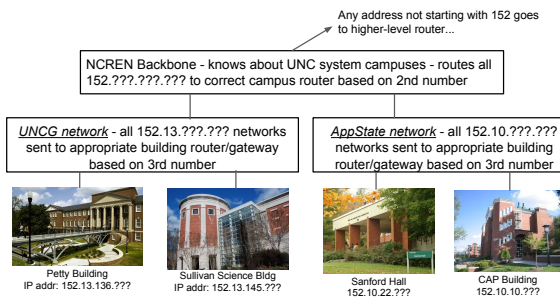 Any address not starting with 152 goes
to higher-level router...
NCREN Backbone - knows about UNC system campuses - routes all
152.???.???.??? to correct campus router based on 2nd number
UNCG network - all 152.13.???.??? networks
sent to appropriate building router/gateway
based on 3rd number
AppState network - all 152.10.???.???
networks sent to appropriate building
router/gateway based on 3rd number
Petty Building
IP addr: 152.13.136.???
Sullivan Science Bldg
IP addr: 152.13.145.???
Sanford Hall
152.10.22.???
CAP Building
152.10.10.???